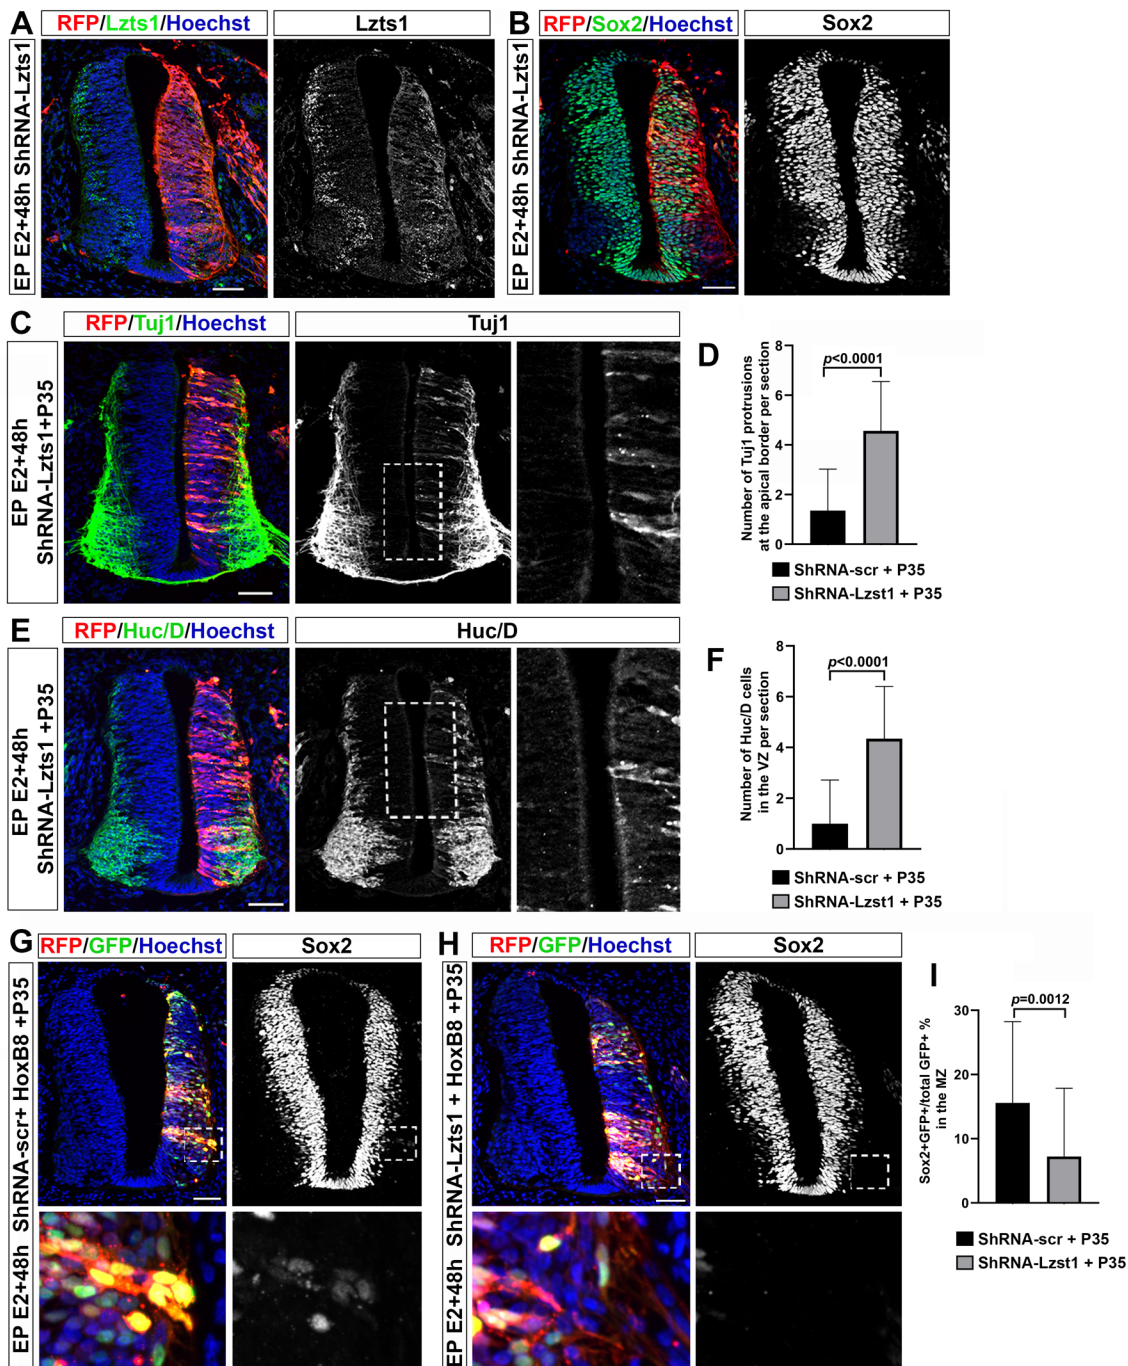 A
RFP/Lzts1/Hoechst
Lzts1
EP E2+48h ShRNA-Lzts1
B
RFP/Sox2/Hoechst
Sox2
EP E2+48h ShRNA-Lzts1
C
RFP/Tuj1/Hoechst
Tuj1
EP E2+48h
ShRNA-Lzts1+P35
D
Number of Tuj1 protrusions
at the apical border per section
8
6
4
2
0
p<0.0001
ShRNA-scr + P35
ShRNA-Lzst1 + P35
E
RFP/Huc/D/Hoechst
Huc/D
EP E2+48h
ShRNA-Lzts1 +P35
F
Number of Huc/D cells
in the VZ per section
8
6
4
2
0
p<0.0001
ShRNA-scr + P35
ShRNA-Lzst1 + P35
G
RFP/GFP/Hoechst
Sox2
EP E2+48h ShRNA-scr+ HoxB8 +P35
H
RFP/GFP/Hoechst
Sox2
EP E2+48h ShRNA-Lzts1 + HoxB8 +P35
I
Sox2+GFP+/total GFP+ %
in the MZ
30
20
10
0
p=0.0012
ShRNA-scr + P35
ShRNA-Lzst1 + P35